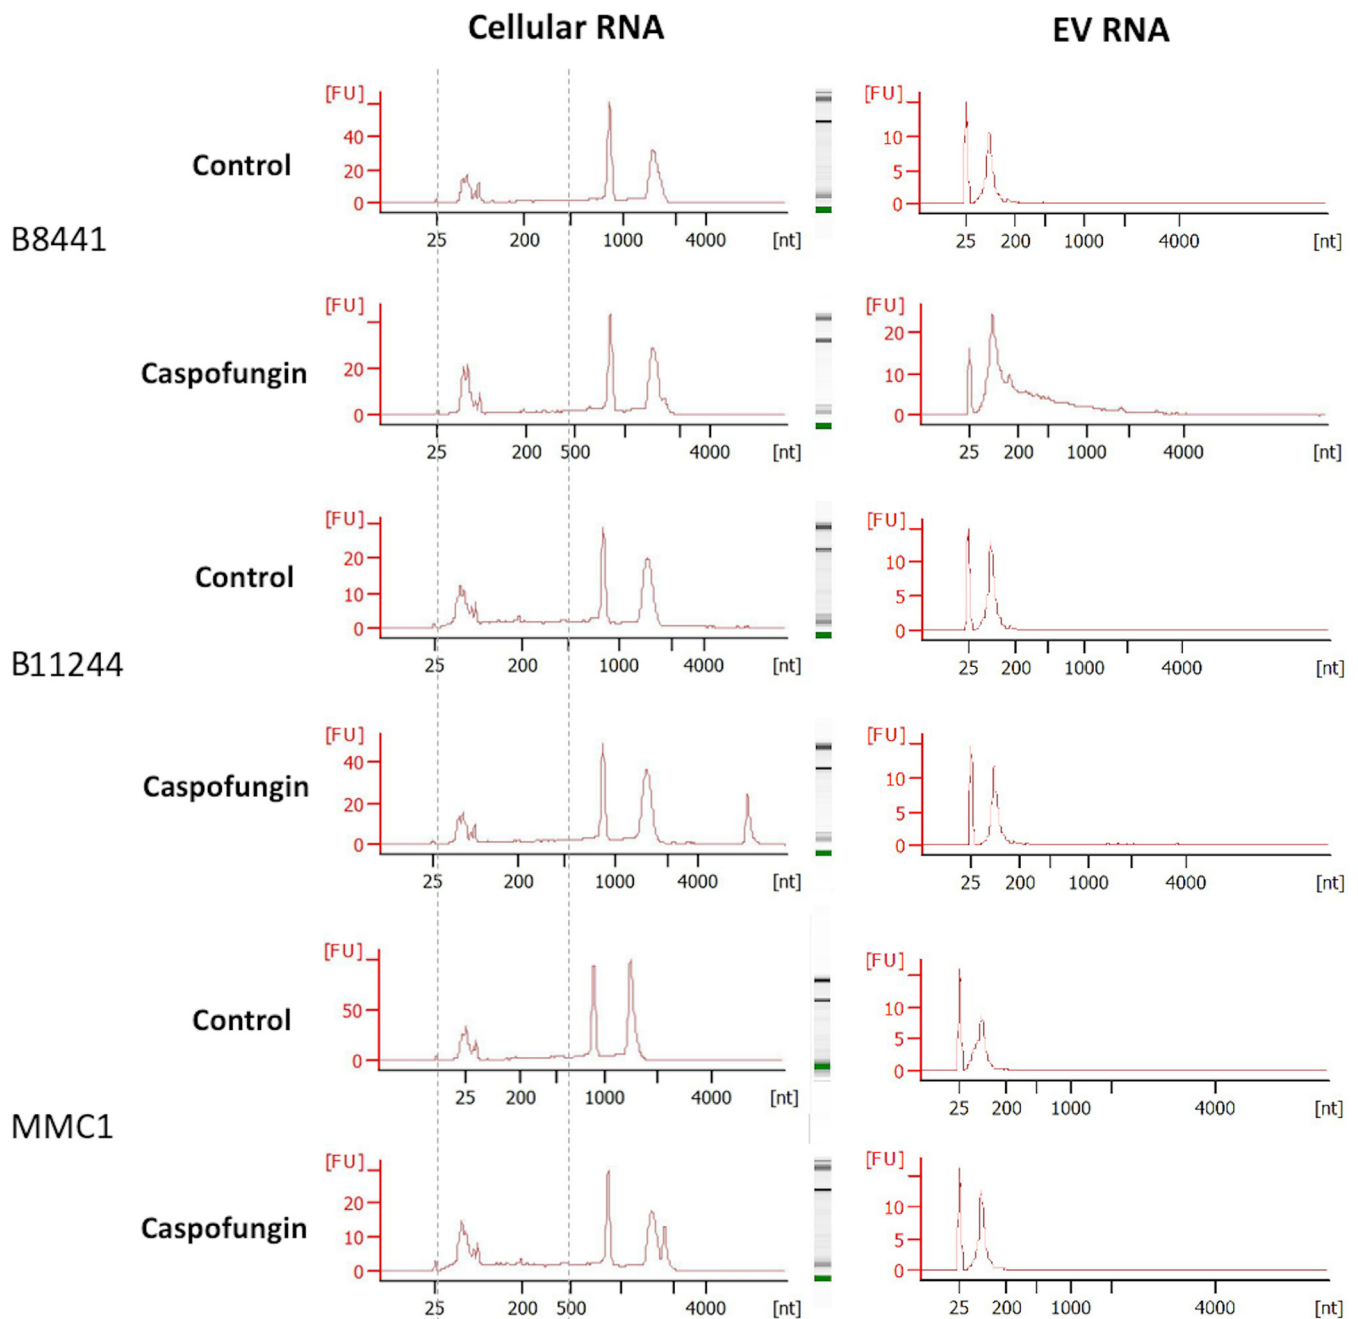 Cellular RNA EV RNA
[FU] [FU]
40 10
Control 20 5
0 0
25 200 1000 4000 [nt] 25 200 1000 4000 [nt]
B8441
[FU] [FU]
20
Caspofungin 20 10
0 0
25 200 500 4000 [nt] 25 200 1000 4000 [nt]
[FU] [FU]
20 10
Control 10 5
0 0
25 200 1000 4000 [nt] 25 200 1000 4000 [nt]
B11244
[FU] [FU]
40 10
Caspofungin 20 5
0 0
25 200 1000 4000 [nt] 25 200 1000 4000 [nt]
[FU] [FU]
50 10
Control 5
0 0
25 200 1000 4000 [nt] 25 200 1000 4000 [nt]
MMC1
[FU] [FU]
20 10
Caspofungin 10 5
0 0
25 200 500 4000 [nt] 25 200 1000 4000 [nt]